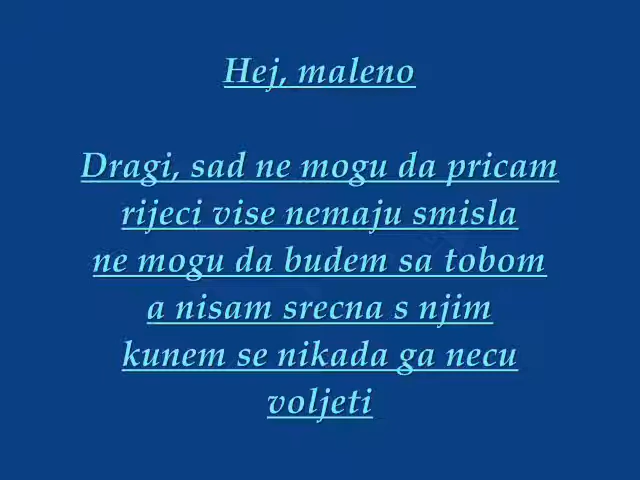 Hej, maleno
Dragi, sad ne mogu da pricam
rijeci vise nemaju smisla
ne mogu da budem sa tobom
a nisam srecna s njim
kunem se nikada ga necu
voljeti